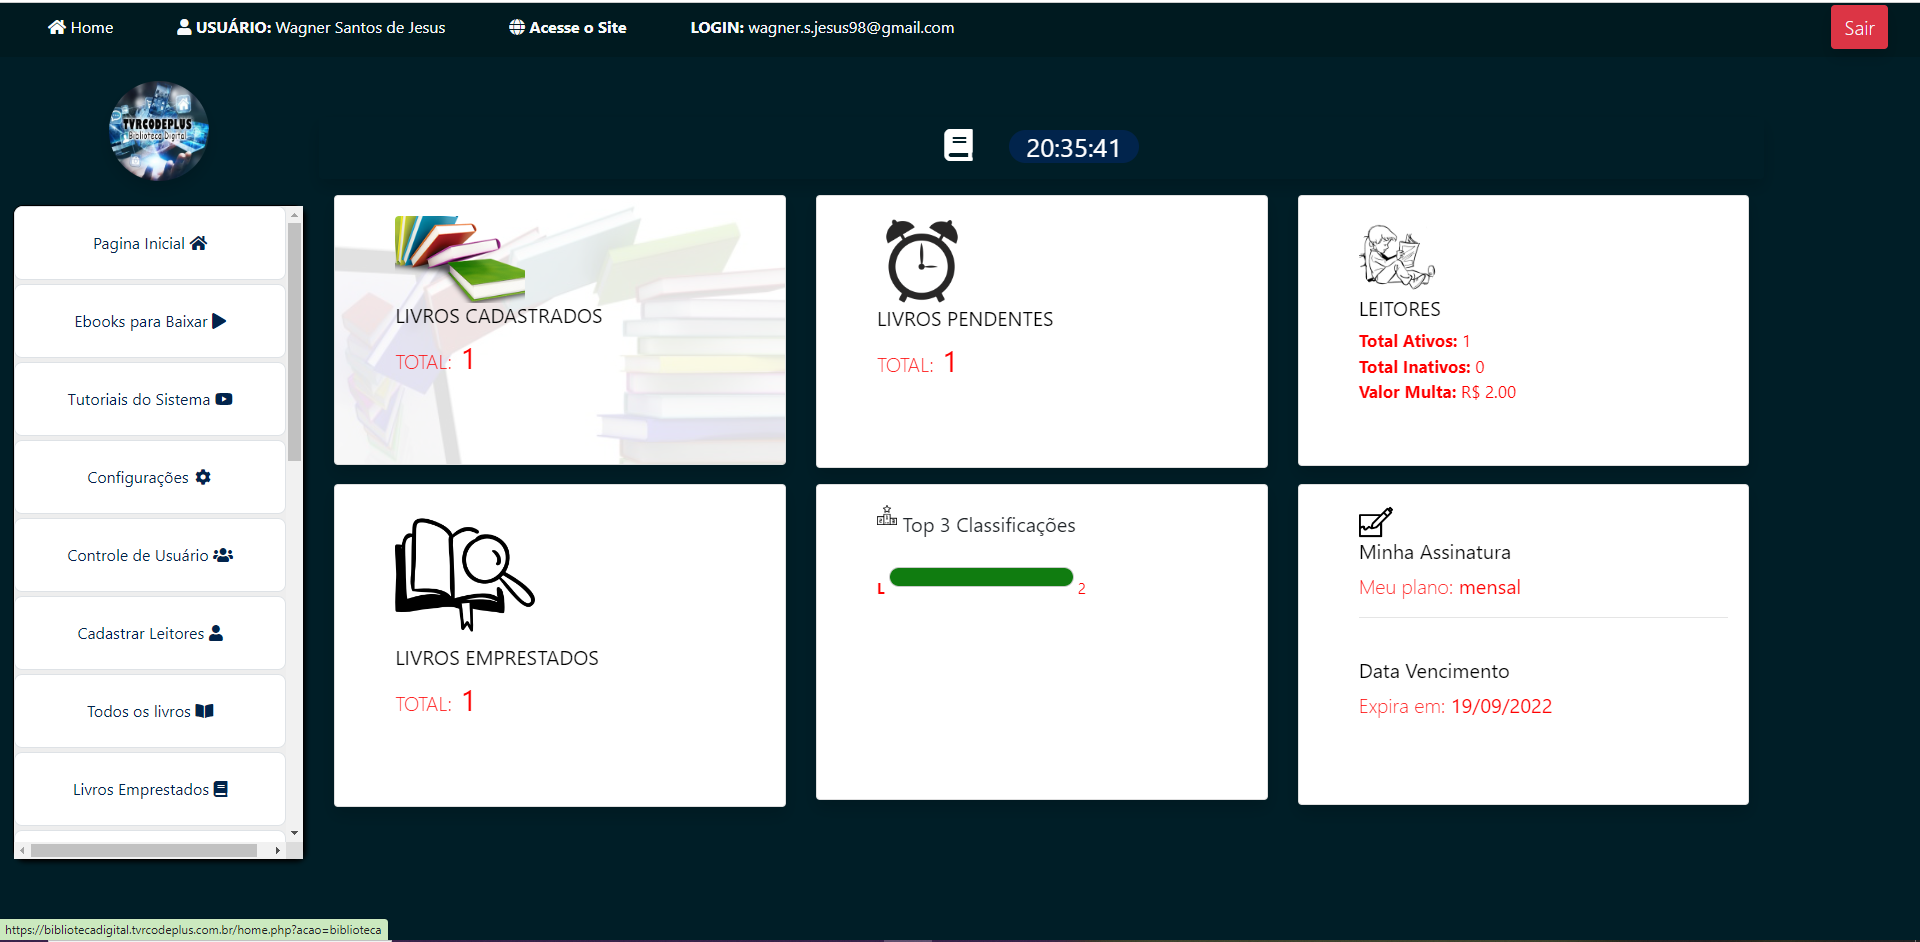 Home
USUÁRIO: Wagner Santos de Jesus
Acesse o Site
LOGIN: wagner.s.jesus98@gmail.com
Sair
TVRCODEPLUS
Biblioteca Digital
20:35:41
Pagina Inicial
Ebooks para Baixar
Tutoriais do Sistema
Configurações
Controle de Usuário
Cadastrar Leitores
Todos os livros
Livros Emprestados
LIVROS CADASTRADOS
TOTAL: 1
LIVROS PENDENTES
TOTAL: 1
LEITORES
Total Ativos: 1
Total Inativos: 0
Valor Multa: R$ 2.00
LIVROS EMPRESTADOS
TOTAL: 1
Top 3 Classificações
L 2
Minha Assinatura
Meu plano: mensal
Data Vencimento
Expira em: 19/09/2022
https://bibliotecadigital.tvrcodeplus.com.br/home.php?acao=biblioteca